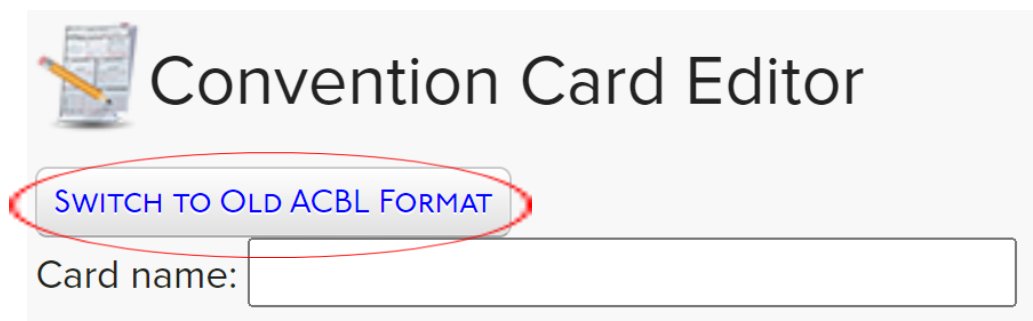 Convention Card Editor
Switch to Old ACBL Format
Card name: